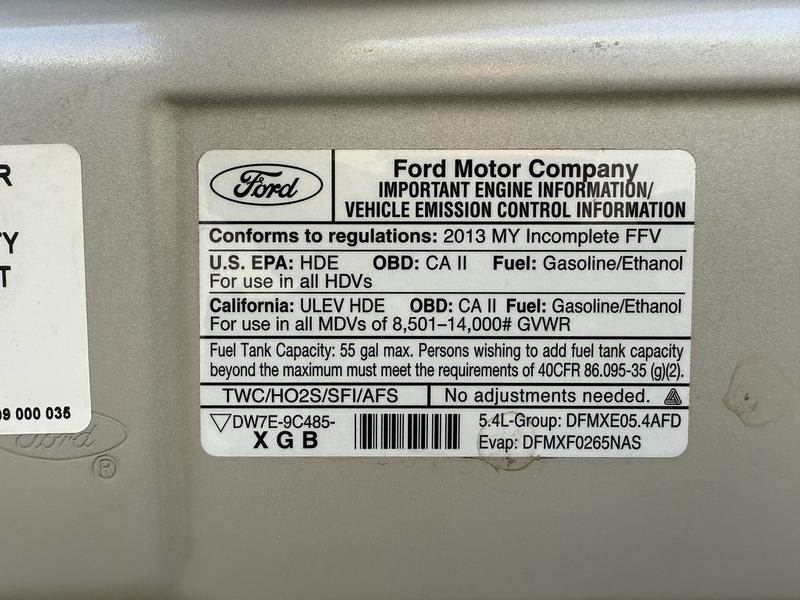 Ford
Ford Motor Company
IMPORTANT ENGINE INFORMATION/
VEHICLE EMISSION CONTROL INFORMATION
Conforms to regulations: 2013 MY Incomplete FFV
U.S. EPA: HDE OBD: CA II Fuel: Gasoline/Ethanol
For use in all HDVs
California: ULEV HDE OBD: CA II Fuel: Gasoline/Ethanol
For use in all MDVs of 8,501–14,000# GVWR
Fuel Tank Capacity: 55 gal max. Persons wishing to add fuel tank capacity
beyond the maximum must meet the requirements of 40CFR 86.095-35 (g)(2).
TWC/HO2S/SFI/AFS No adjustments needed.
DW7E-9C485- 5.4L-Group: DFMXE05.4AFD
XGB Evap: DFMXF0265NAS
R
TY
T
09 000 035
Ford
®